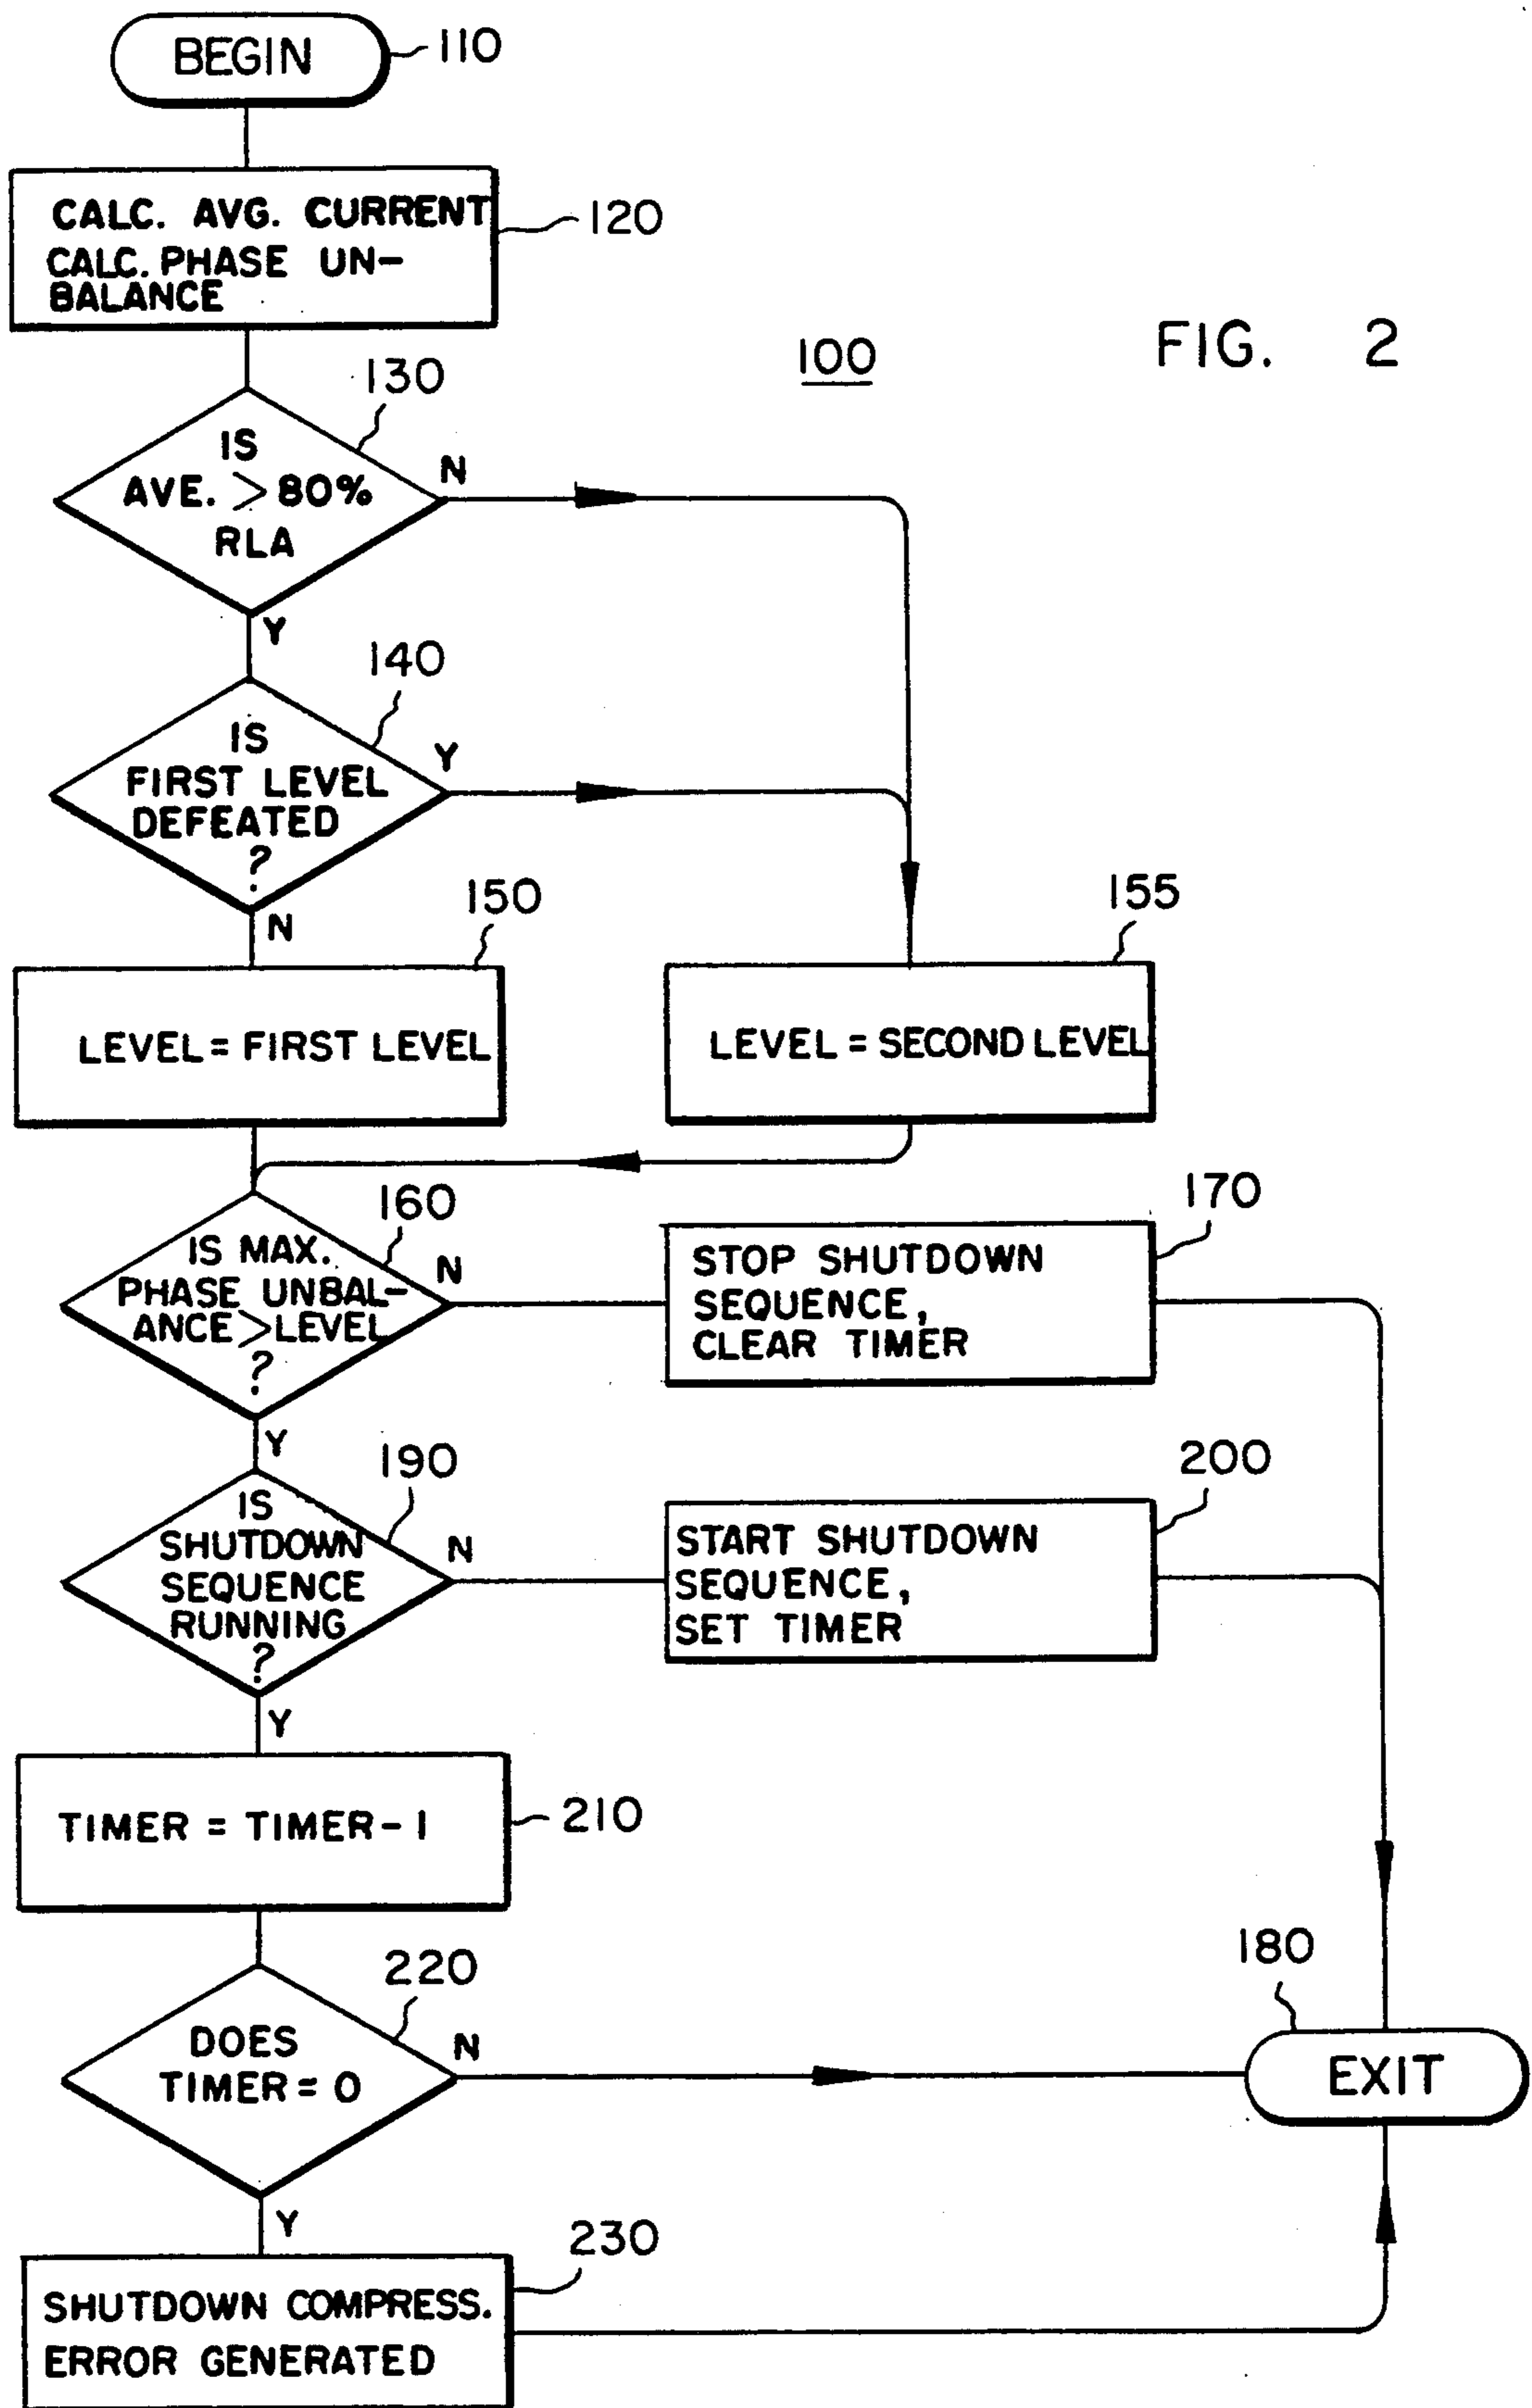 BEGIN
110
CALC. AVG. CURRENT
CALC. PHASE UN-
BALANCE
120
100
FIG. 2
130
IS
AVE. > 80%
RLA
N
Y
140
IS
FIRST LEVEL
DEFEATED
?
Y
N
150
LEVEL = FIRST LEVEL
155
LEVEL = SECOND LEVEL
160
IS MAX.
PHASE UNBAL-
ANCE > LEVEL
?
N
Y
170
STOP SHUTDOWN
SEQUENCE,
CLEAR TIMER
190
IS
SHUTDOWN
SEQUENCE
RUNNING
?
N
Y
200
START SHUTDOWN
SEQUENCE,
SET TIMER
TIMER = TIMER - 1
210
220
DOES
TIMER = 0
N
Y
180
EXIT
230
SHUTDOWN COMPRESS.
ERROR GENERATED